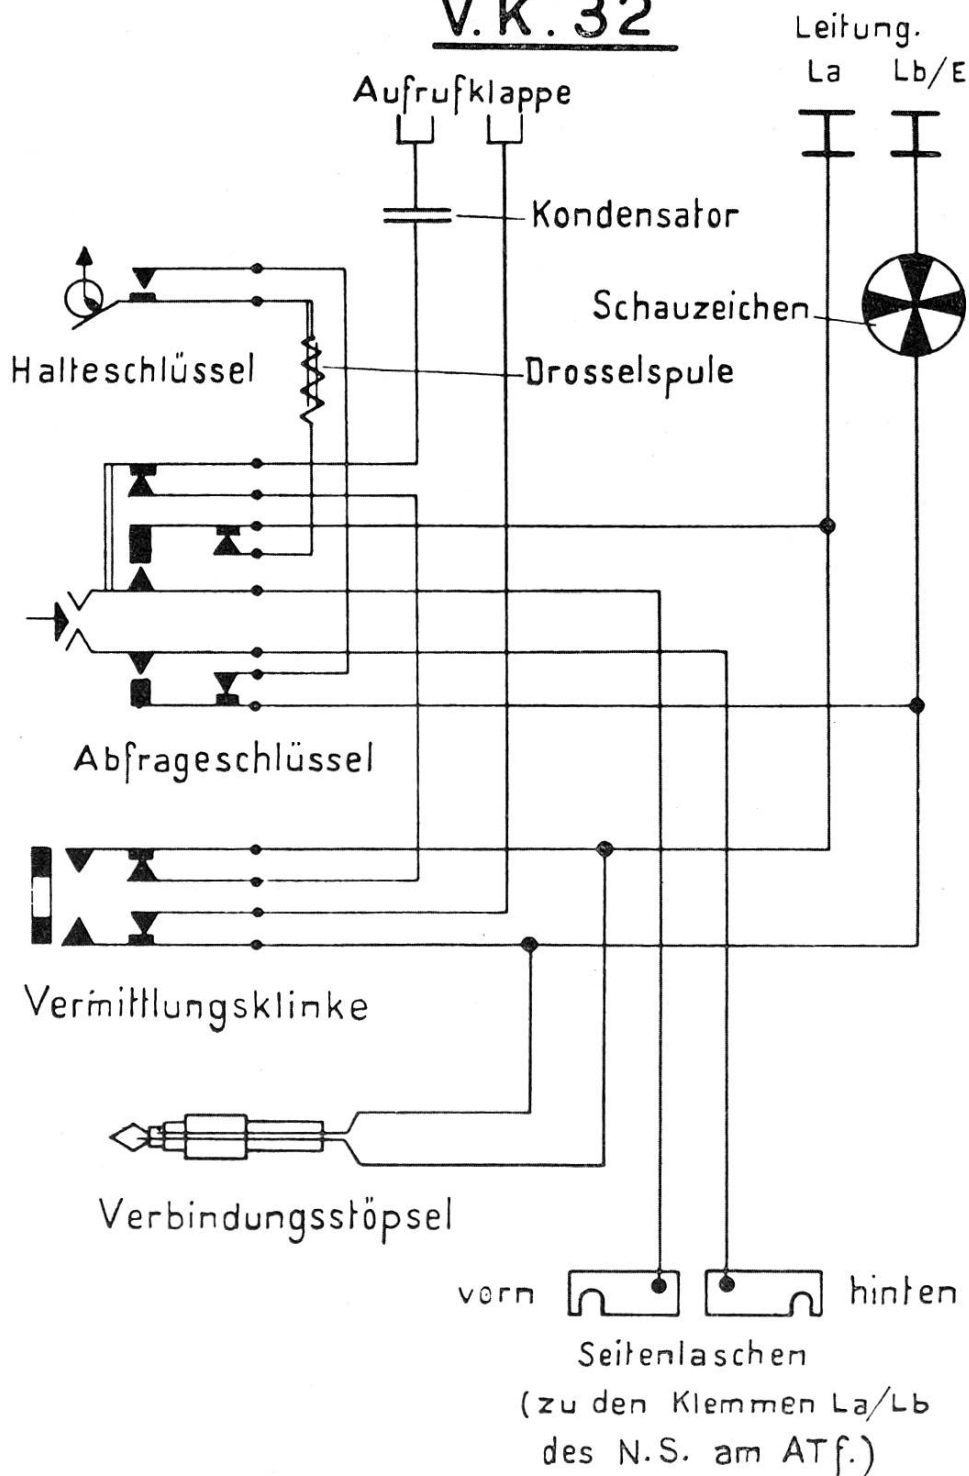 V.K. 32
Leitung.
La Lb/E
Aufrufklappe
Kondensator
Schauzeichen
Halteschlüssel
Drosselspule
Abfrageschlüssel
Vermittlungsklinke
Verbindungsstöpsel
vorn hinten
Seitenlaschen
(zu den Klemmen La/Lb
des N.S. am ATf.)